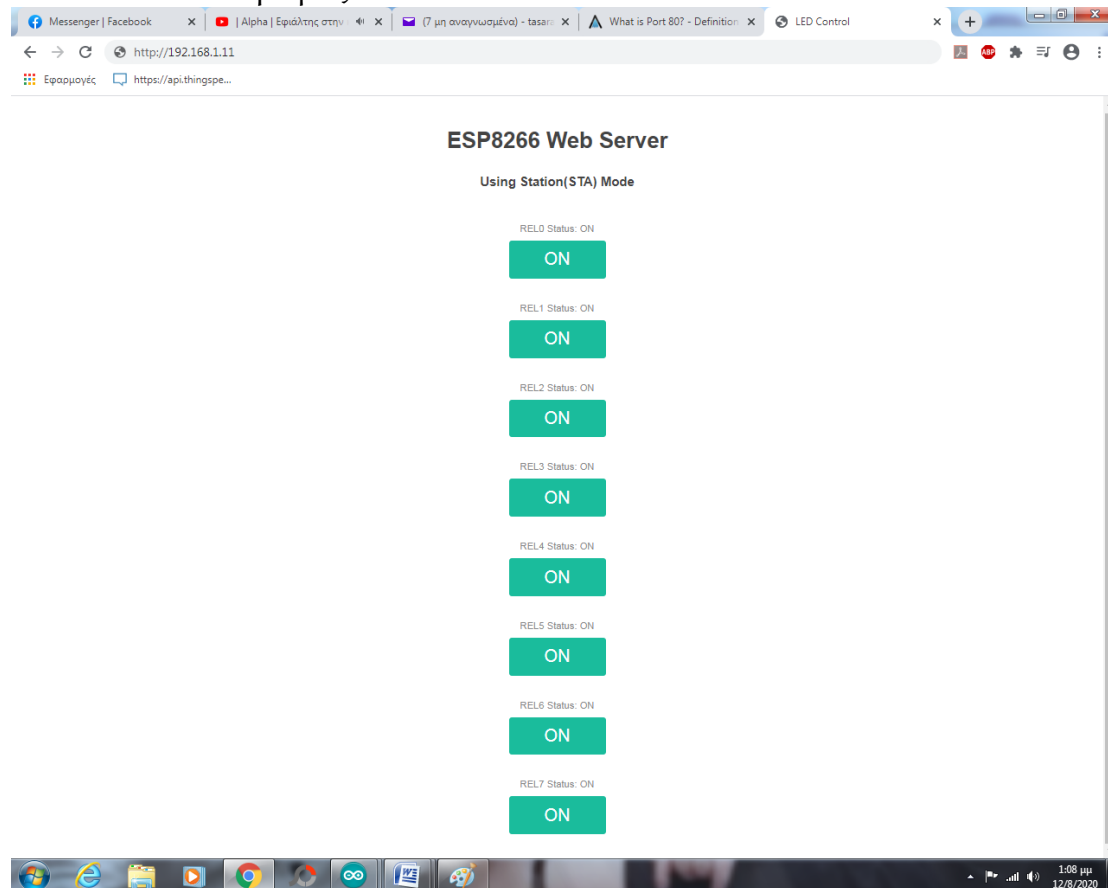 Messenger | Facebook
| Alpha | Εφιάλτης στην
(7 μη αναγνωσμένα) - tasara
What is Port 80? - Definition
LED Control
http://192.168.1.11
ABP
Εφαρμογές
https://api.thingspe...
ESP8266 Web Server
Using Station(STA) Mode
REL0 Status: ON
ON
REL1 Status: ON
ON
REL2 Status: ON
ON
REL3 Status: ON
ON
REL4 Status: ON
ON
REL5 Status: ON
ON
REL6 Status: ON
ON
REL7 Status: ON
ON
1:08 μμ
12/8/2020